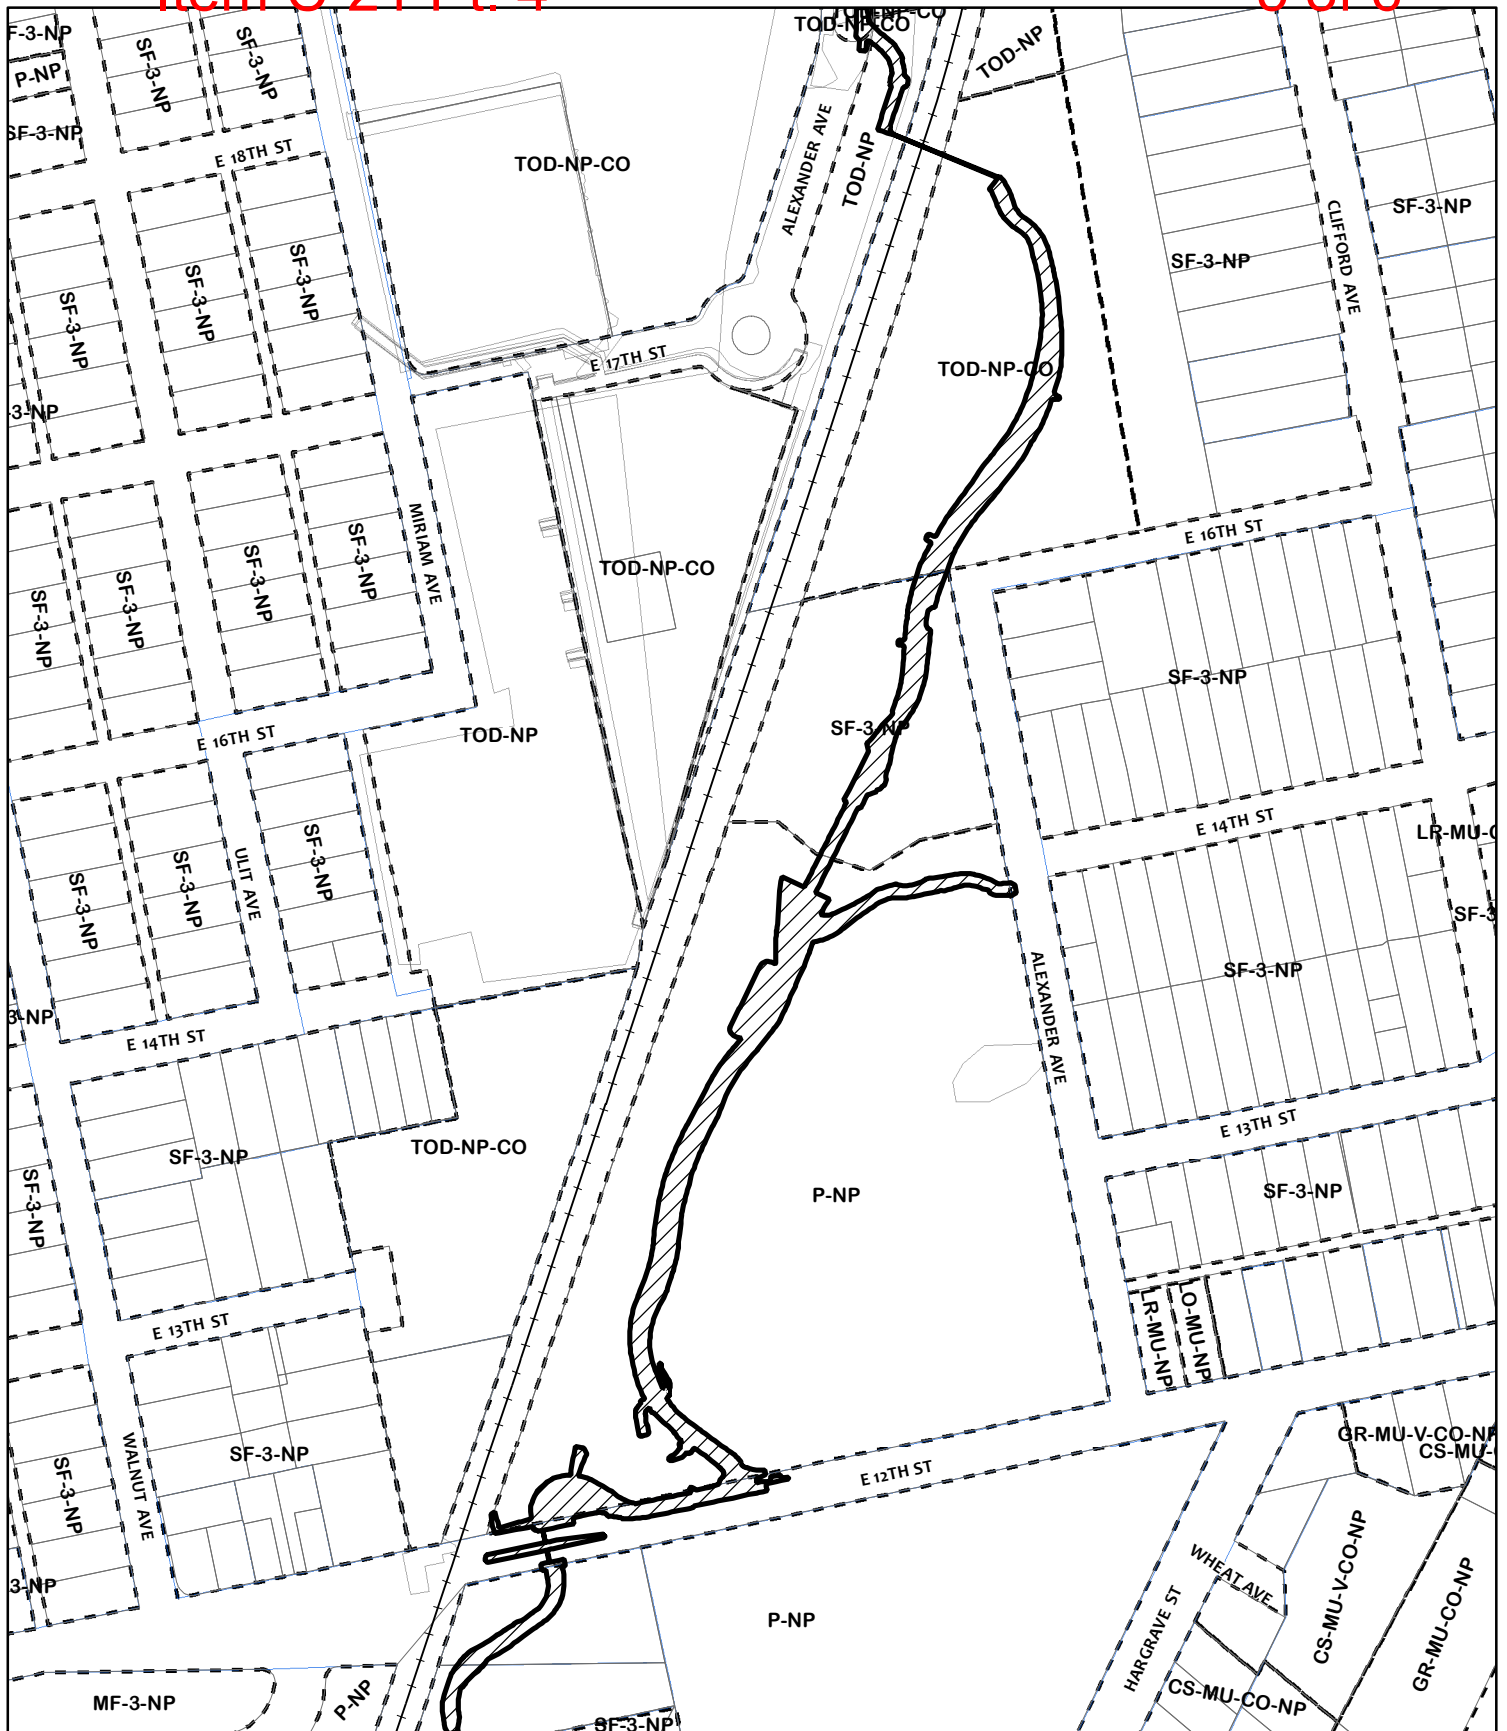 Item C-21 Pt. 4
TOD-NP-CO
TOD-NP-CO
F-3-NP
P-NP
SF-3-NP
SF-3-NP
SF-3-NP
E 18TH ST
TOD-NP-CO
ALEXANDER AVE
TOD-NP
TOD-NP
SF-3-NP
CLIFFORD AVE
SF-3-NP
SF-3-NP
SF-3-NP
SF-3-NP
E 17TH ST
TOD-NP-CO
3-NP
MIRIAM AVE
SF-3-NP
SF-3-NP
SF-3-NP
SF-3-NP
TOD-NP-CO
E 16TH ST
SF-3-NP
SF-3-NP
E 16TH ST
TOD-NP
E 14TH ST
LR-MU-C
SF-3-NP
SF-3-NP
SF-3-NP
ULIT AVE
SF-3
SF-3-NP
ALEXANDER AVE
3-NP
E 14TH ST
E 13TH ST
SF-3-NP
TOD-NP-CO
SF-3-NP
P-NP
SF-3-NP
E 13TH ST
LR-MU-NP
LO-MU-NP
SF-3-NP
WALNUT AVE
SF-3-NP
E 12TH ST
GR-MU-V-CO-NP
CS-MU-
3-NP
WHEAT AVE
CS-MU-V-CO-NP
GR-MU-CO-NP
P-NP
HARGRAVE ST
CS-MU-CO-NP
MF-3-NP
P-NP
SF-3-NP